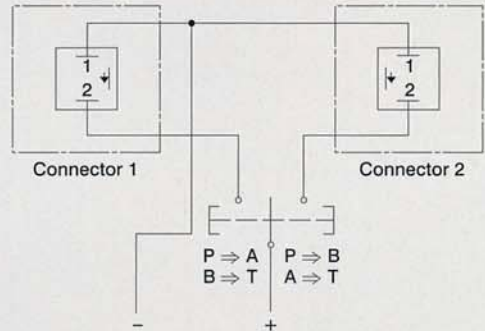 1
2
1
2
Connector 1
Connector 2
P ⇒ A
B ⇒ T
P ⇒ B
A ⇒ T
−
+